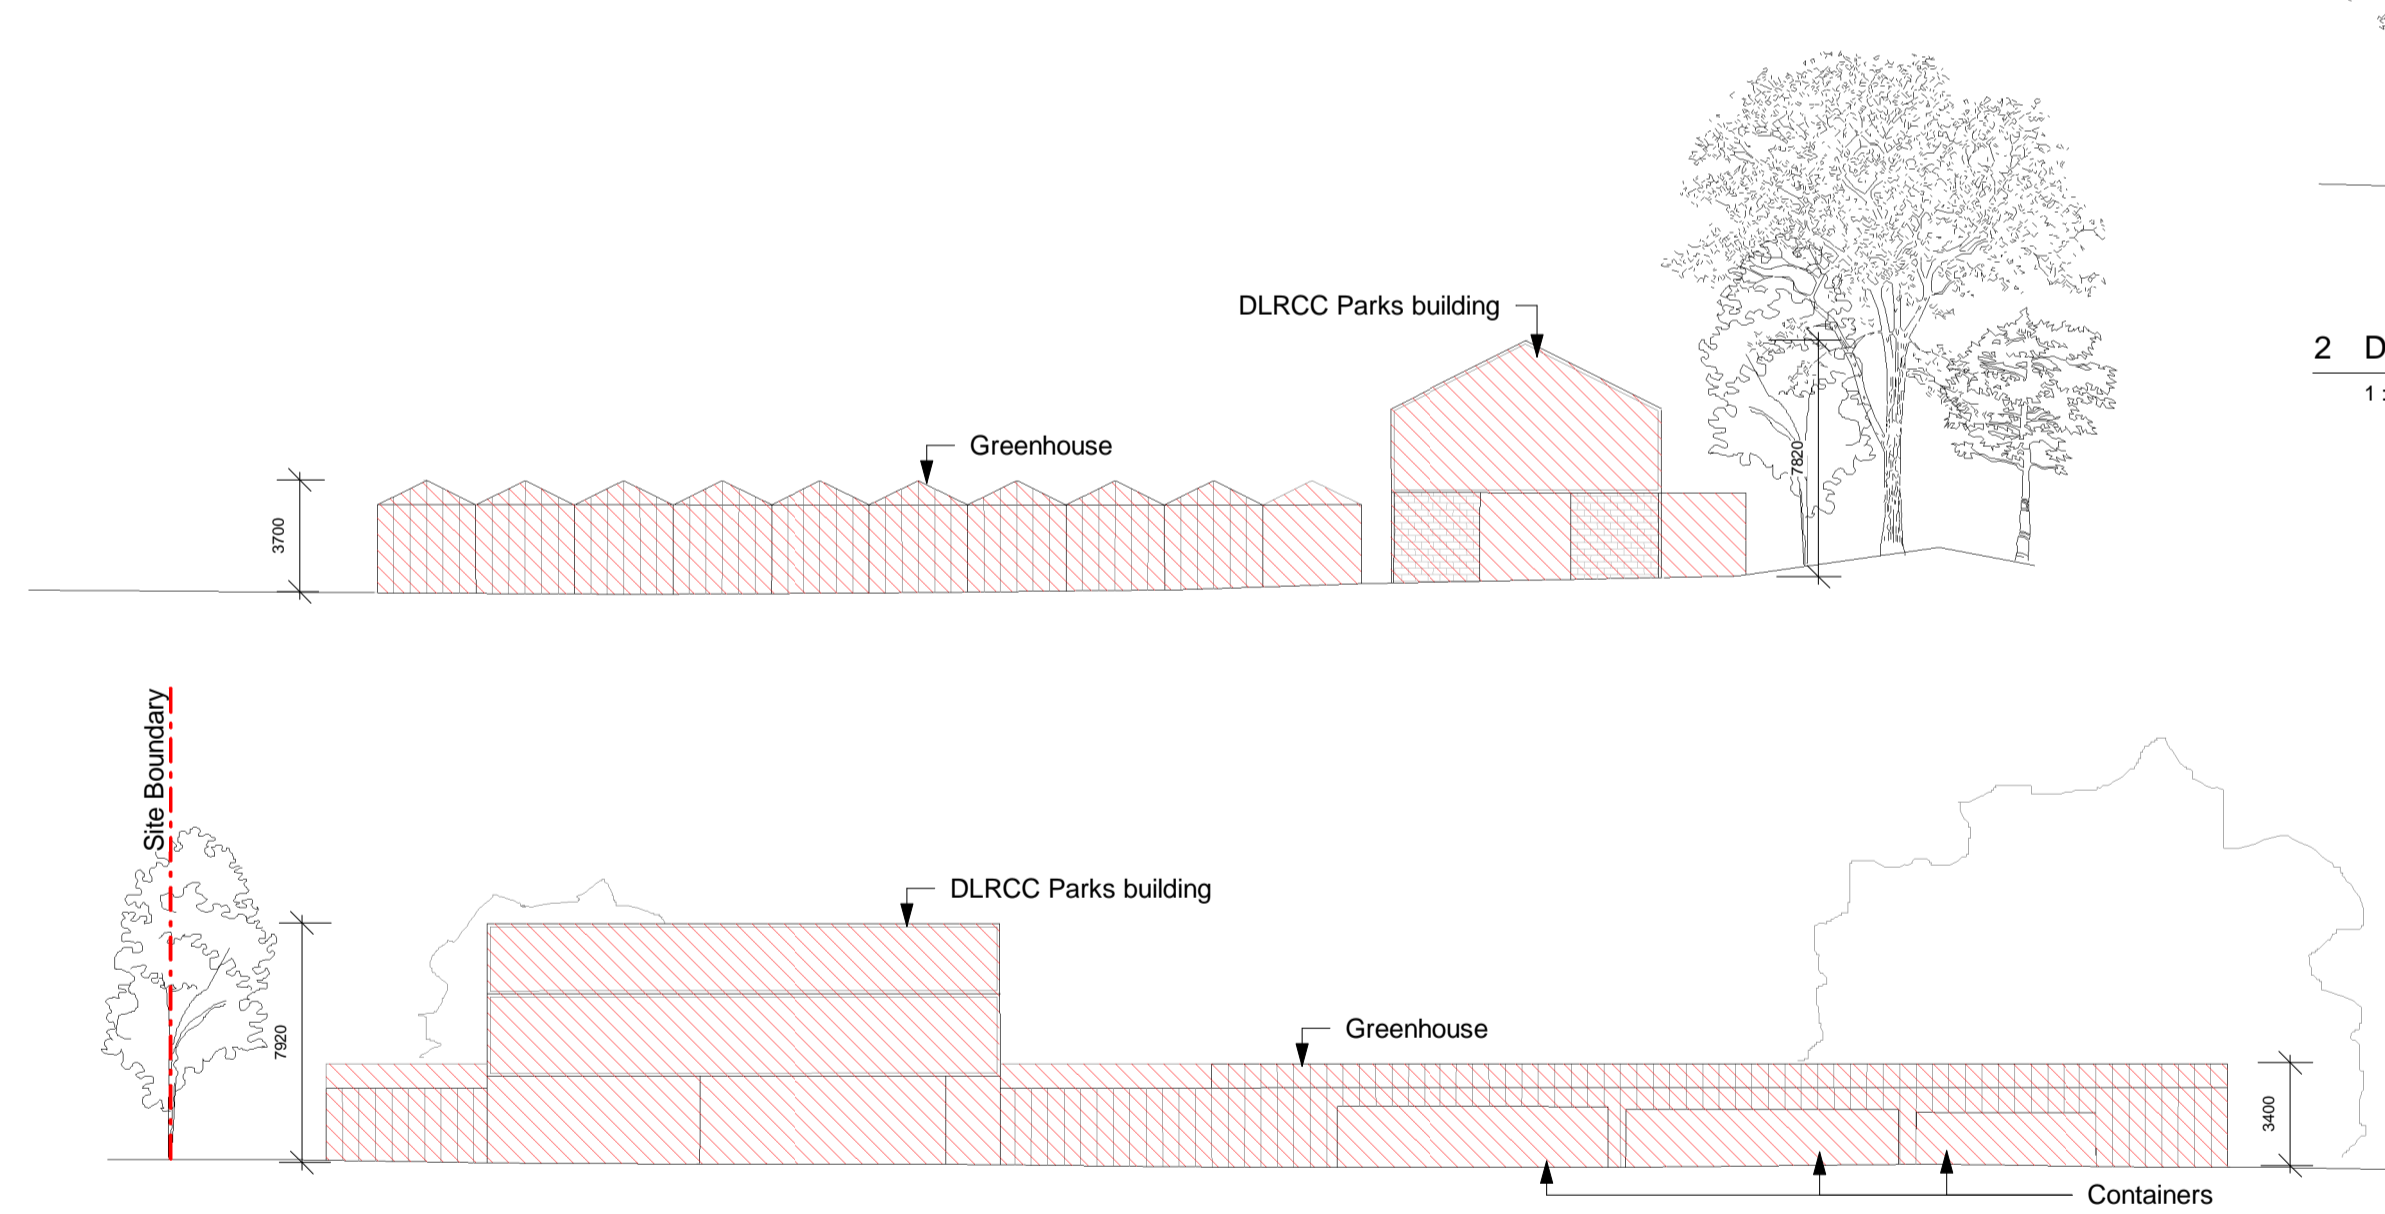 DLRCC Parks building
Greenhouse
7820
3700
2 D
1 :
Site Boundary
DLRCC Parks building
7920
Greenhouse
3400
Containers